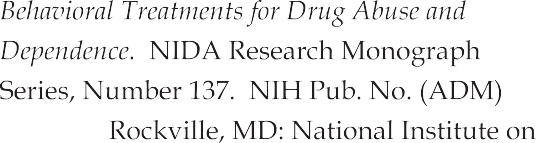 Behavioral Treatments for Drug Abuse and
Dependence. NIDA Research Monograph
Series, Number 137. NIH Pub. No. (ADM)
Rockville, MD: National Institute on